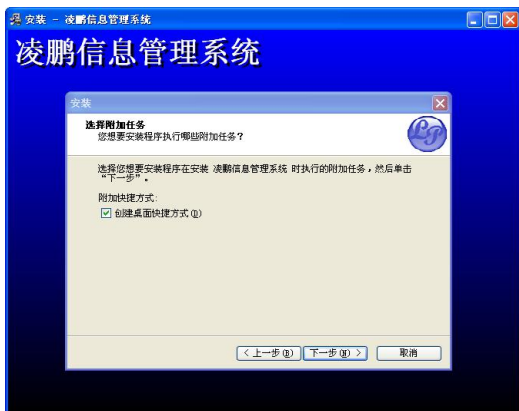 安装 - 凌鹏信息管理系统
凌鹏信息管理系统
安装
选择附加任务
您想要安装程序执行哪些附加任务？
LP
选择您想要安装程序在安装 凌鹏信息管理系统 时执行的附加任务，然后单击
“下一步”。
附加快捷方式:
创建桌面快捷方式(D)
< 上一步(B) 下一步(N) > 取消